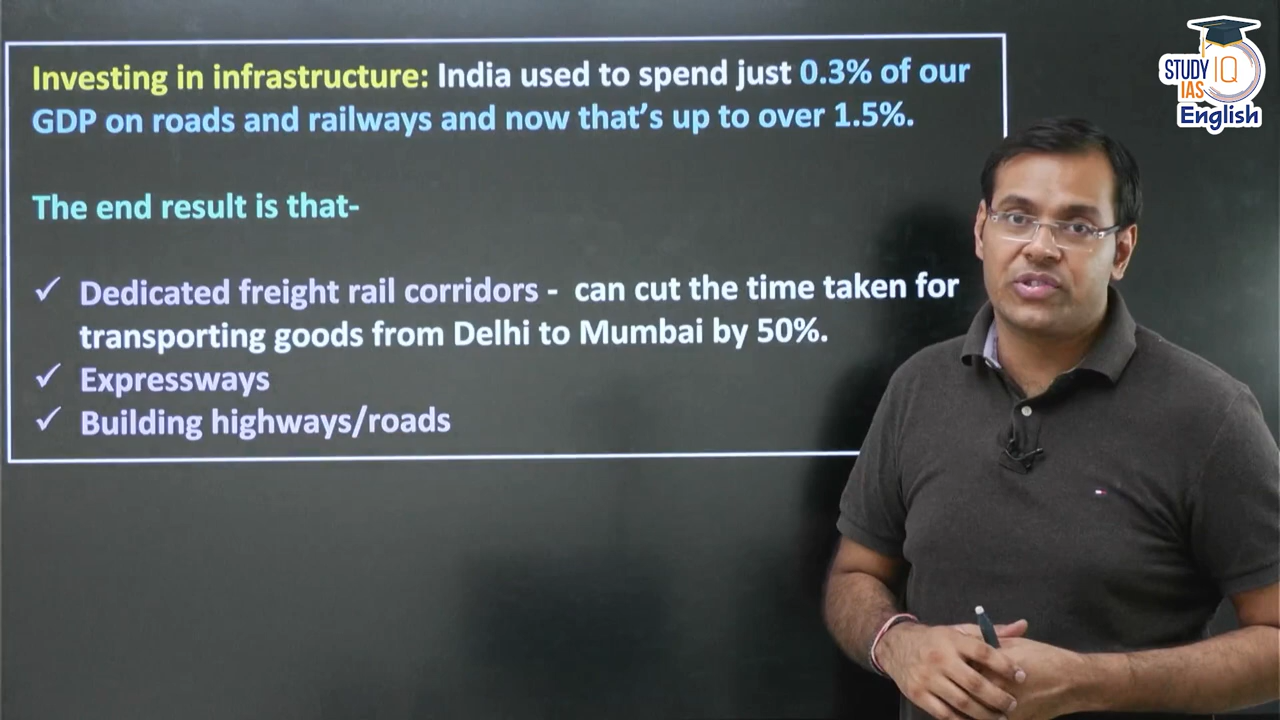 Investing in infrastructure: India used to spend just 0.3% of our
GDP on roads and railways and now that's up to over 1.5%.
The end result is that-
✓ Dedicated freight rail corridors - can cut the time taken for
transporting goods from Delhi to Mumbai by 50%.
✓ Expressways
✓ Building highways/roads
STUDY IQ
IAS
English